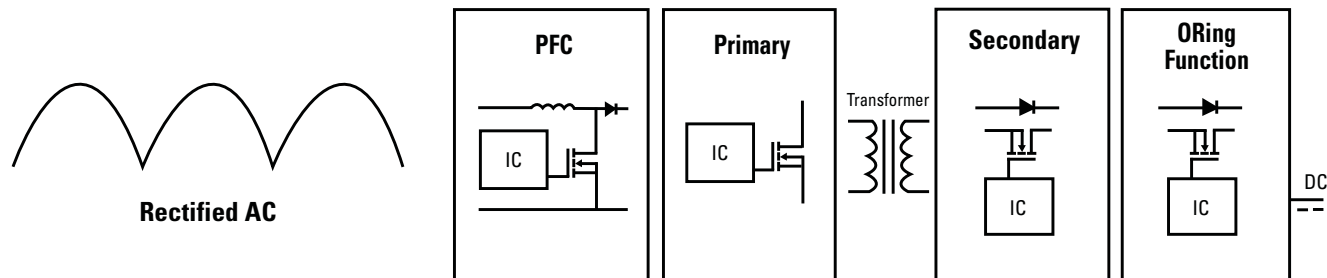 Rectified AC
PFC
IC
Primary
IC
Transformer
Secondary
IC
ORing
Function
IC
DC